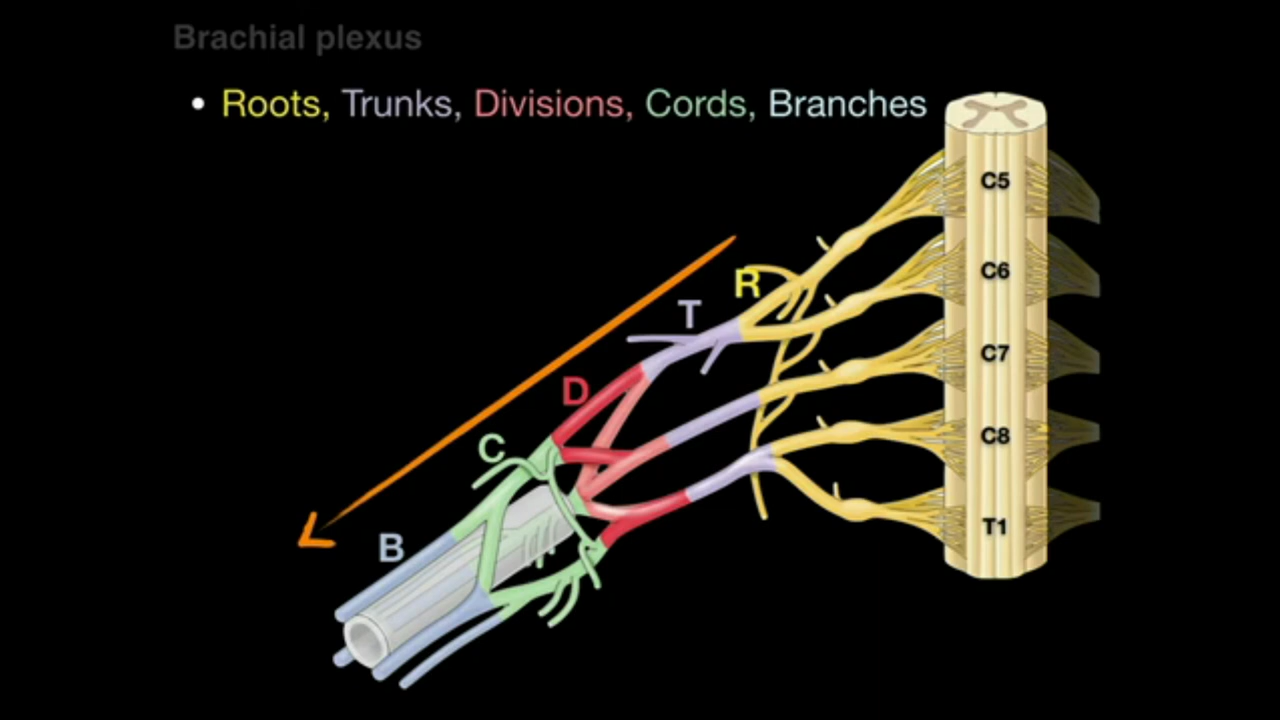 Brachial plexus
• Roots, Trunks, Divisions, Cords, Branches
C5
C6
R
T
C7
D
C8
C
T1
B